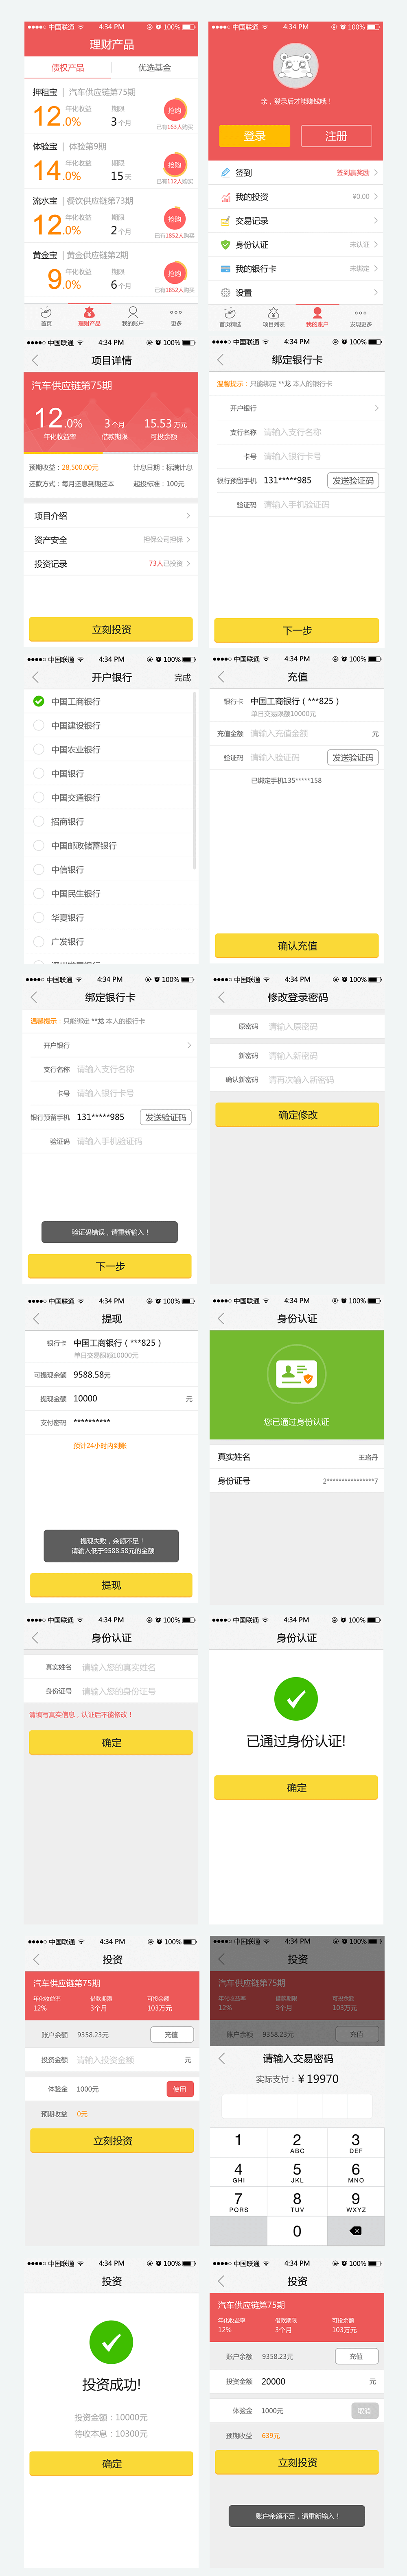 ●●●●○ 中国联通 4:34 PM 100%
理财产品
债权产品 优选基金
押租宝 | 汽车供应链第75期
12.0% 年化收益 期限 3个月 抢购
已有163人购买
体验宝 | 体验第9期
14.0% 年化收益 期限 15天 抢购
已有112人购买
流水宝 | 餐饮供应链第73期
12.0% 年化收益 期限 2个月 抢购
已有1852人购买
黄金宝 | 黄金供应链第2期
9.0% 年化收益 期限 6个月 抢购
已有1852人购买
首页 理财产品 我的账户 更多
●●●●○ 中国联通 4:34 PM 100%
亲，登录后才能赚钱哦！
登录 注册
签到 签到赢奖励
我的投资 ¥0.00
交易记录
身份认证 未认证
我的银行卡 未绑定
设置
首页精选 项目列表 我的账户 发现更多
●●●●○ 中国联通 4:34 PM 100%
项目详情
汽车供应链第75期
12.0% 3个月 15.53万元
年化收益率 借款期限 可投余额
预期收益：28,500.00元 计息日期：标满计息
还款方式：每月还息到期还本 起投标准：100元
项目介绍
资产安全 担保公司担保
投资记录 73人已投资
立刻投资
●●●●○ 中国联通 4:34 PM 100%
绑定银行卡
温馨提示：只能绑定 **龙 本人的银行卡
开户银行
支行名称 请输入支行名称
卡号 请输入银行卡号
银行预留手机 131*****985 发送验证码
验证码 请输入手机验证码
下一步
●●●●○ 中国联通 4:34 PM 100%
开户银行 完成
中国工商银行
中国建设银行
中国农业银行
中国银行
中国交通银行
招商银行
中国邮政储蓄银行
中信银行
中国民生银行
华夏银行
广发银行
●●●●○ 中国联通 4:34 PM 100%
充值
银行卡 中国工商银行（***825）
单日交易限额10000元
充值金额 请输入充值金额 元
验证码 请输入验证码 发送验证码
已绑定手机135*****158
确认充值
●●●●○ 中国联通 4:34 PM 100%
绑定银行卡
温馨提示：只能绑定 **龙 本人的银行卡
开户银行
支行名称 请输入支行名称
卡号 请输入银行卡号
银行预留手机 131*****985 发送验证码
验证码 请输入手机验证码
验证码错误，请重新输入！
下一步
●●●●○ 中国联通 4:34 PM 100%
修改登录密码
原密码 请输入原密码
新密码 请输入新密码
确认新密码 请再次输入新密码
确定修改
●●●●○ 中国联通 4:34 PM 100%
提现
银行卡 中国工商银行（***825）
单日交易限额10000元
可提现余额 9588.58元
提现金额 10000 元
支付密码 **********
预计24小时内到账
提现失败，余额不足！
请输入低于9588.58元的金额
提现
●●●●○ 中国联通 4:34 PM 100%
身份认证
您已通过身份认证
真实姓名 王珞丹
身份证号 2****************7
●●●●○ 中国联通 4:34 PM 100%
身份认证
真实姓名 请输入您的真实姓名
身份证号 请输入您的身份证号
请填写真实信息，认证后不能修改！
确定
●●●●○ 中国联通 4:34 PM 100%
身份认证
已通过身份认证!
确定
●●●●○ 中国联通 4:34 PM 100%
投资
汽车供应链第75期
年化收益率 借款期限 可投余额
12% 3个月 103万元
账户余额 9358.23元 充值
投资金额 请输入投资金额 元
体验金 1000元 使用
预期收益 0元
立刻投资
●●●●○ 中国联通 4:34 PM 100%
投资
汽车供应链第75期
年化收益率 借款期限 可投余额
12% 3个月 103万元
账户余额 9358.23元 充值
请输入交易密码
实际支付：¥19970
1 2 3
ABC DEF
4 5 6
GHI JKL MNO
7 8 9
PQRS TUV WXYZ
0
●●●●○ 中国联通 4:34 PM 100%
投资
投资成功!
投资金额：10000元
待收本息：10300元
确定
●●●●○ 中国联通 4:34 PM 100%
投资
汽车供应链第75期
年化收益率 借款期限 可投余额
12% 3个月 103万元
账户余额 9358.23元 充值
投资金额 20000 元
体验金 1000元 取消
预期收益 639元
立刻投资
账户余额不足，请重新输入！